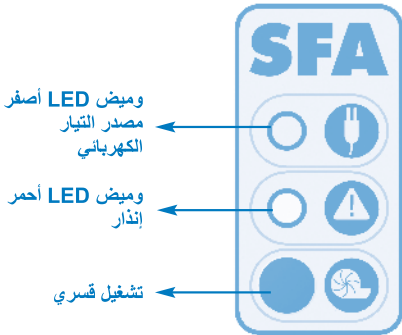 SFA
وميض LED أصفر
مصدر التيار
الكهربائي
وميض LED أحمر
إنذار
تشغيل قسري